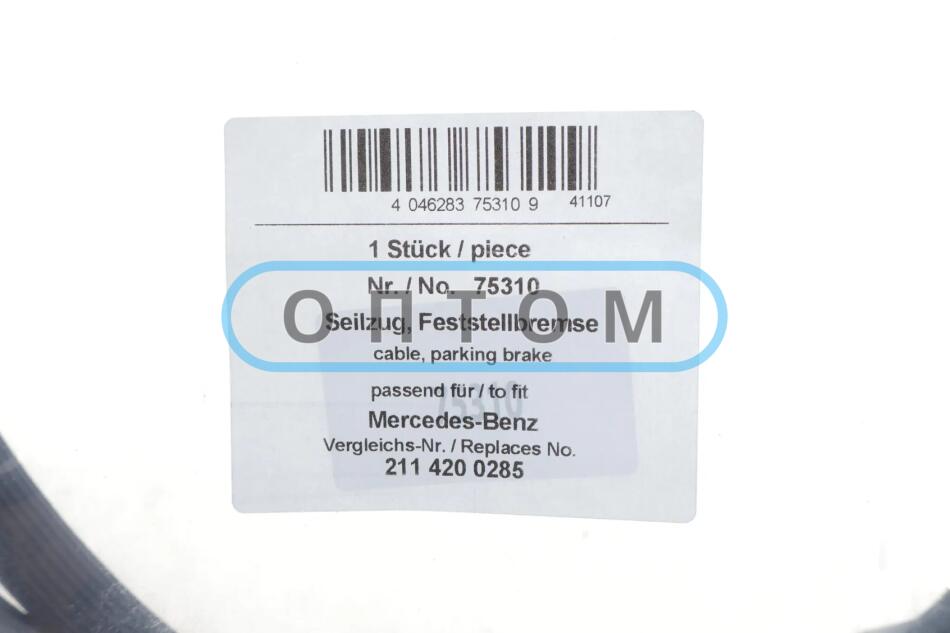 4 046283 75310 9 41107
1 Stück / piece
Nr. / No. 75310
ОПТОМ
Seilzug, Feststellbremse
cable, parking brake
passend für / to fit
75310
Mercedes-Benz
Vergleichs-Nr. / Replaces No.
211 420 0285